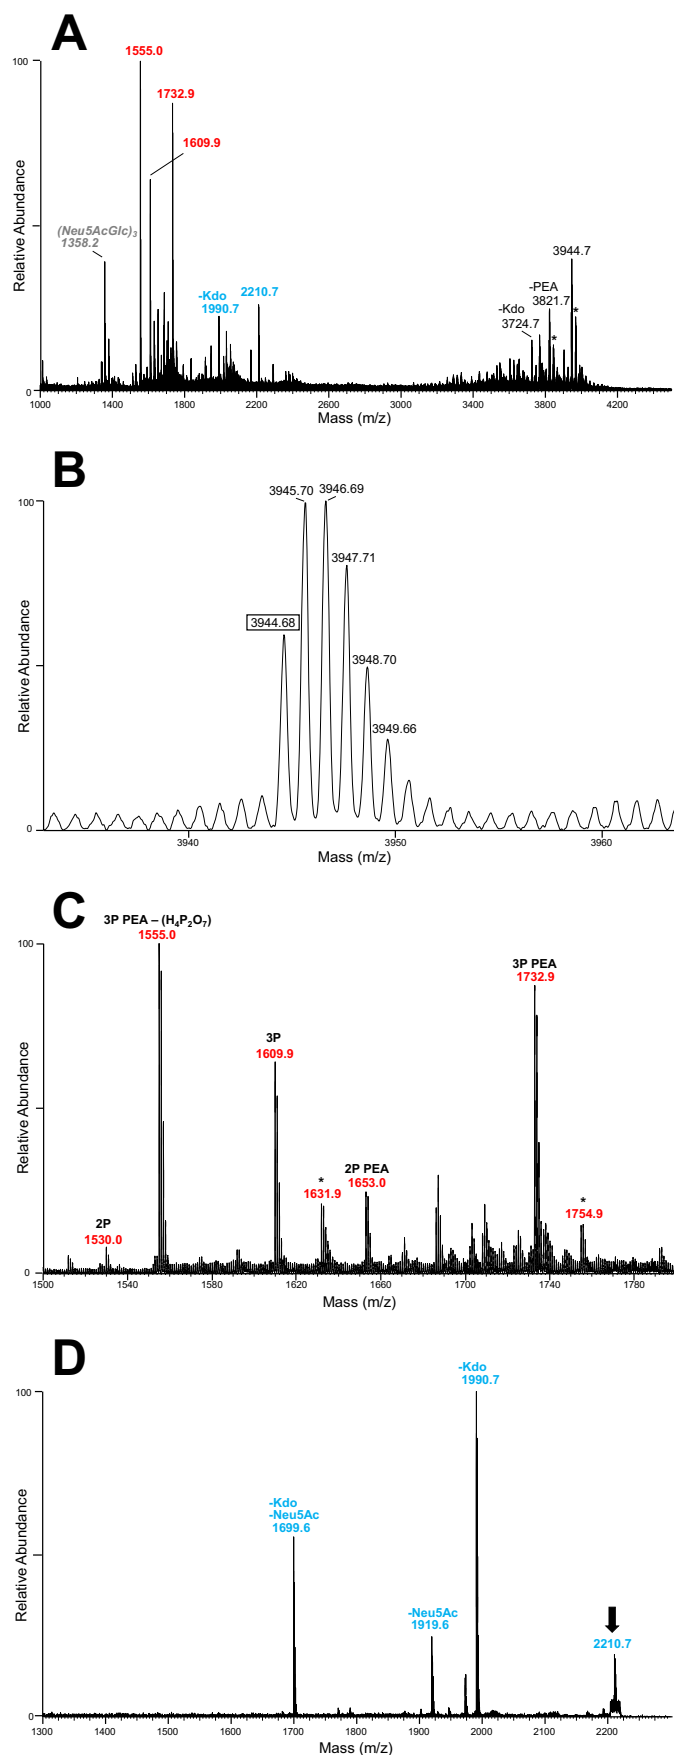 A
1555.0
100
1732.9
1609.9
Relative Abundance
(Neu5AcGlc)3
1358.2
3944.7
-Kdo
1990.7
2210.7
-PEA
3821.7
-Kdo
3724.7
*
*
0
1000
1400
1800
2200
2600
3000
3400
3800
4200
Mass (m/z)
B
100
3945.70
3946.69
3947.71
3944.68
3948.70
3949.66
Relative Abundance
0
3940
3950
3960
Mass (m/z)
C
3P PEA – (H4P2O7)
1555.0
100
3P PEA
1732.9
3P
1609.9
Relative Abundance
2P PEA
1653.0
*
1631.9
*
1754.9
2P
1530.0
0
1500
1540
1580
1620
1660
1700
1740
1780
Mass (m/z)
D
-Kdo
1990.7
100
-Kdo
-Neu5Ac
1699.6
Relative Abundance
-Neu5Ac
1919.6
2210.7
0
1300
1400
1500
1600
1700
1800
1900
2000
2100
2200
Mass (m/z)